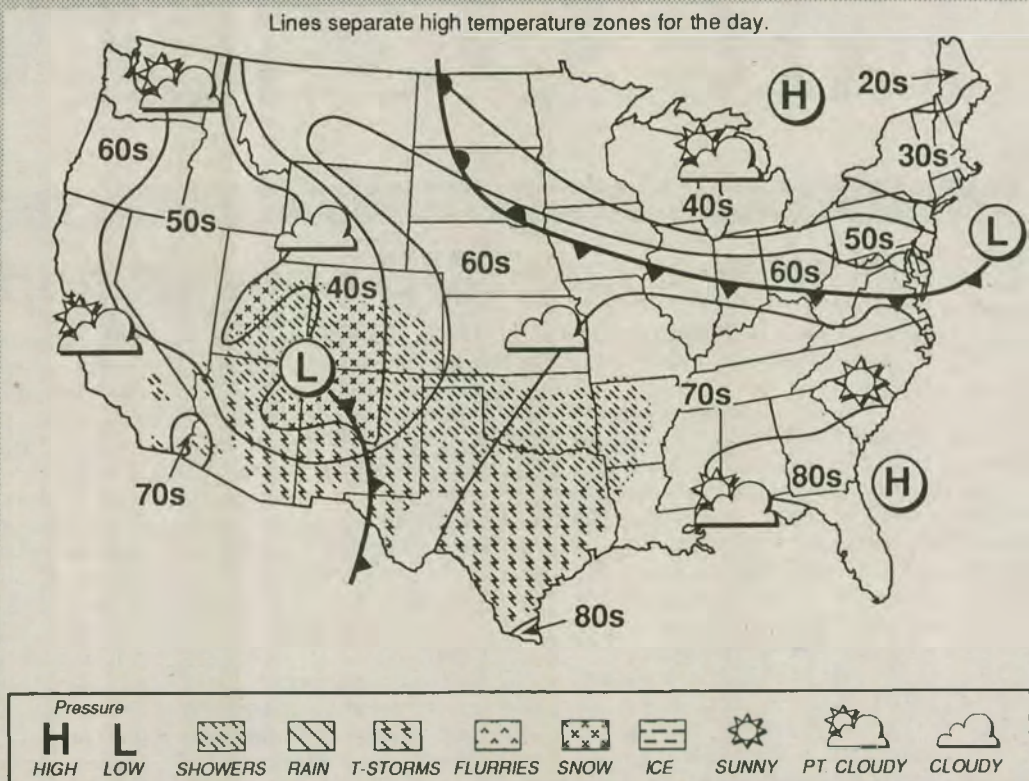 Lines separate high temperature zones for the day.
H
20s
60s
30s
40s
50s
50s
L
60s
60s
40s
L
70s
80s
H
70s
80s
Pressure
H L
HIGH LOW SHOWERS RAIN T-STORMS FLURRIES SNOW ICE SUNNY PT. CLOUDY CLOUDY